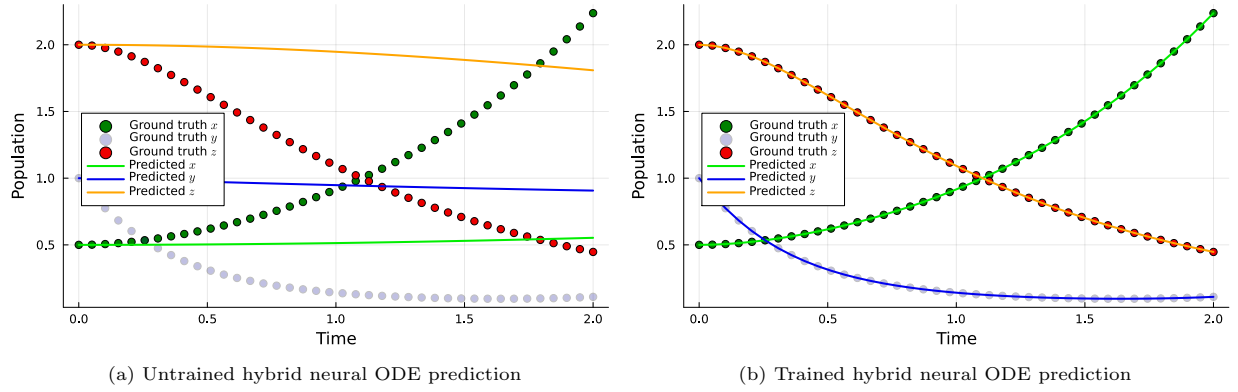 2.0
1.5
1.0
0.5
Population
Ground truth x
Ground truth y
Ground truth z
Predicted x
Predicted y
Predicted z
0.0
0.5
1.0
1.5
2.0
Time
(a) Untrained hybrid neural ODE prediction
2.0
1.5
1.0
0.5
Population
Ground truth x
Ground truth y
Ground truth z
Predicted x
Predicted y
Predicted z
0.0
0.5
1.0
1.5
2.0
Time
(b) Trained hybrid neural ODE prediction